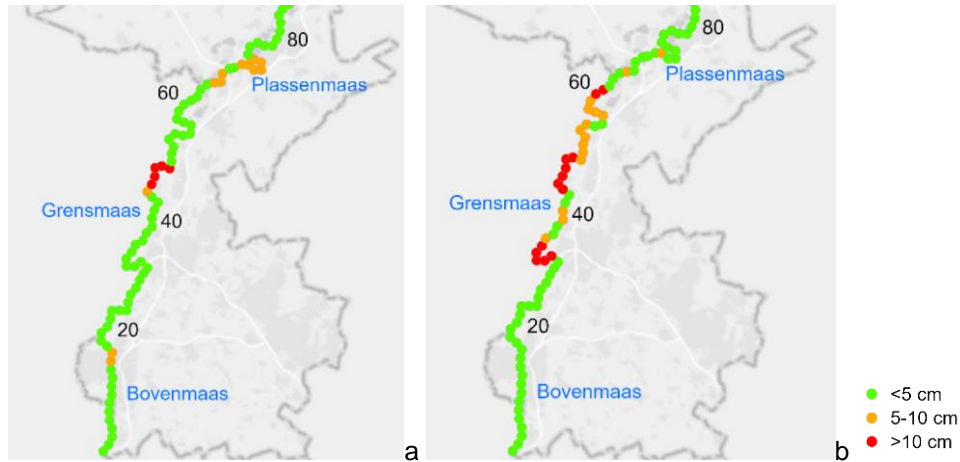 80
Plassenmaas
60
Grensmaas
40
20
Bovenmaas
a
80
Plassenmaas
60
Grensmaas
40
20
Bovenmaas
b
<5 cm
5-10 cm
>10 cm